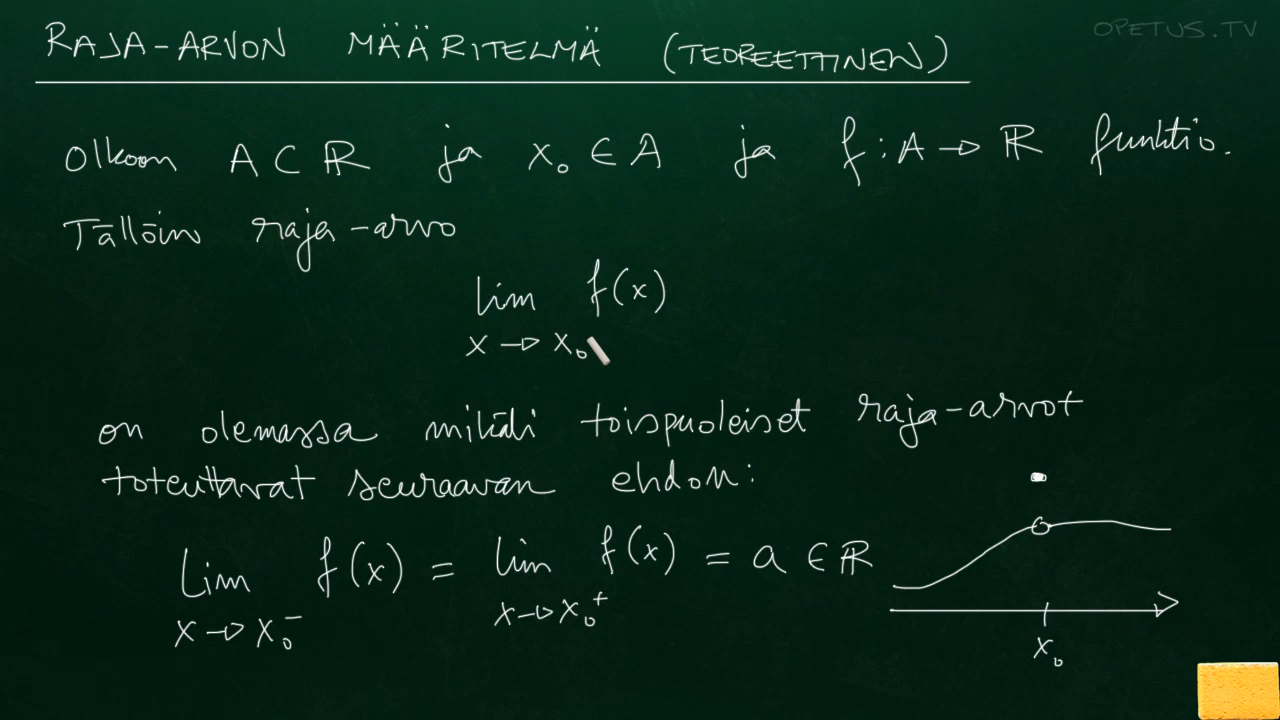 OPETUS.TV
RAJA-ARVON MÄÄRITELMÄ (TEOREETTINEN)
Olkoon A ⊂ ℝ ja x₀ ∈ A ja f: A → ℝ funktio.
Tällöin raja-arvo
lim f(x)
x → x₀
on olemassa mikäli toispuoleiset raja-arvot
toteuttavat seuraavan ehdon:
lim f(x) = lim f(x) = a ∈ ℝ
x → x₀⁻ x → x₀⁺
x₀